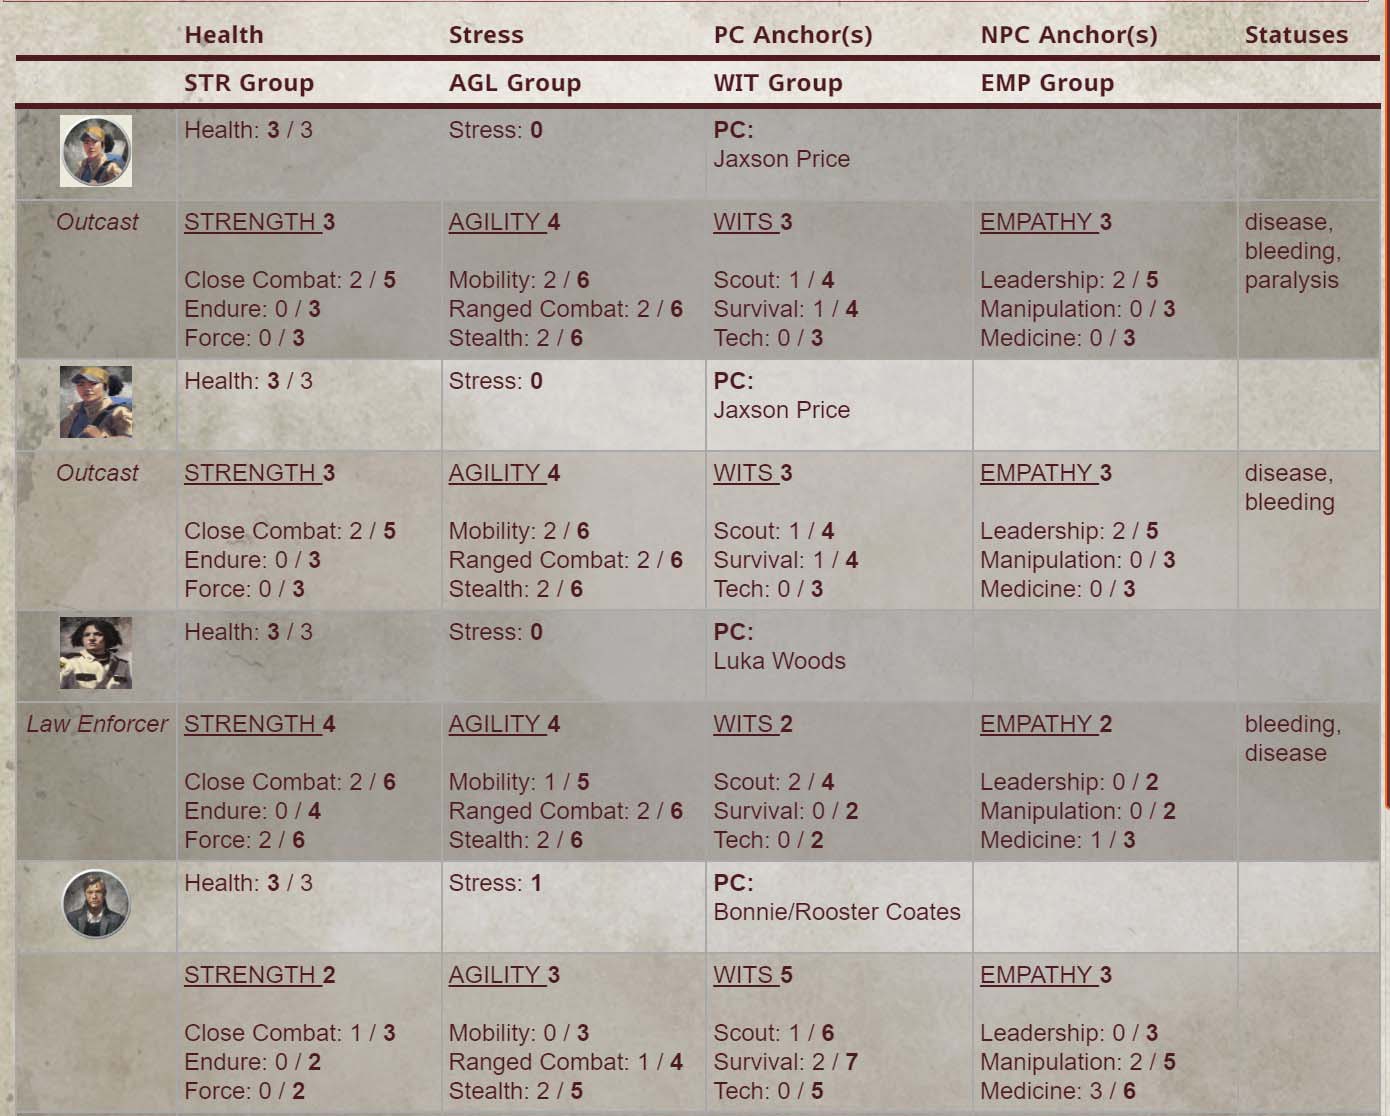 Health Stress PC Anchor(s) NPC Anchor(s) Statuses
STR Group AGL Group WIT Group EMP Group
Health: 3 / 3 Stress: 0 PC:
Jaxson Price
Outcast STRENGTH 3 AGILITY 4 WITS 3 EMPATHY 3 disease,
bleeding,
Close Combat: 2 / 5 Mobility: 2 / 6 Scout: 1 / 4 Leadership: 2 / 5 paralysis
Endure: 0 / 3 Ranged Combat: 2 / 6 Survival: 1 / 4 Manipulation: 0 / 3
Force: 0 / 3 Stealth: 2 / 6 Tech: 0 / 3 Medicine: 0 / 3
Health: 3 / 3 Stress: 0 PC:
Jaxson Price
Outcast STRENGTH 3 AGILITY 4 WITS 3 EMPATHY 3 disease,
bleeding
Close Combat: 2 / 5 Mobility: 2 / 6 Scout: 1 / 4 Leadership: 2 / 5
Endure: 0 / 3 Ranged Combat: 2 / 6 Survival: 1 / 4 Manipulation: 0 / 3
Force: 0 / 3 Stealth: 2 / 6 Tech: 0 / 3 Medicine: 0 / 3
Health: 3 / 3 Stress: 0 PC:
Luka Woods
Law Enforcer STRENGTH 4 AGILITY 4 WITS 2 EMPATHY 2 bleeding,
disease
Close Combat: 2 / 6 Mobility: 1 / 5 Scout: 2 / 4 Leadership: 0 / 2
Endure: 0 / 4 Ranged Combat: 2 / 6 Survival: 0 / 2 Manipulation: 0 / 2
Force: 2 / 6 Stealth: 2 / 6 Tech: 0 / 2 Medicine: 1 / 3
Health: 3 / 3 Stress: 1 PC:
Bonnie/Rooster Coates
STRENGTH 2 AGILITY 3 WITS 5 EMPATHY 3
Close Combat: 1 / 3 Mobility: 0 / 3 Scout: 1 / 6 Leadership: 0 / 3
Endure: 0 / 2 Ranged Combat: 1 / 4 Survival: 2 / 7 Manipulation: 2 / 5
Force: 0 / 2 Stealth: 2 / 5 Tech: 0 / 5 Medicine: 3 / 6